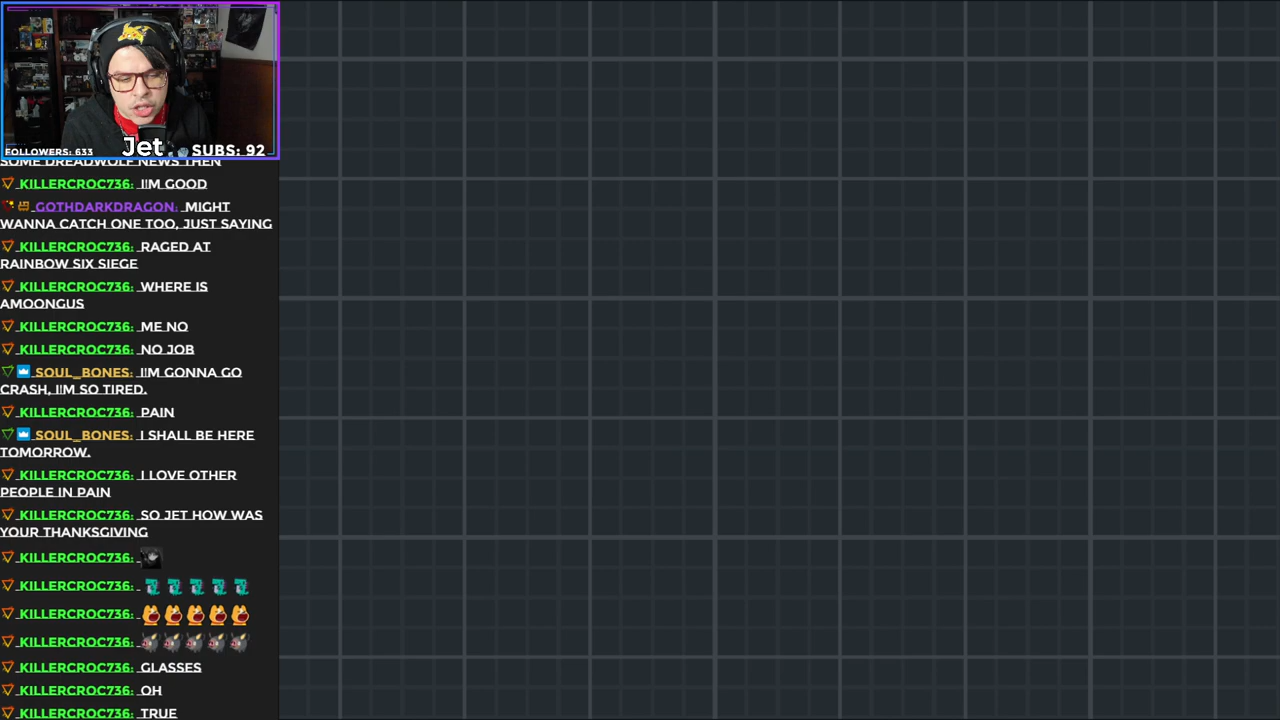 FOLLOWERS: 633
Jet
SUBS: 92
SOME DREADWOLF NEWS THEN
KILLERCROC736: I!M GOOD
GOTHDARKDRAGON: MIGHT
WANNA CATCH ONE TOO, JUST SAYING
KILLERCROC736: RAGED AT
RAINBOW SIX SIEGE
KILLERCROC736: WHERE IS
AMOONGUS
KILLERCROC736: ME NO
KILLERCROC736: NO JOB
SOUL_BONES: I!M GONNA GO
CRASH, I!M SO TIRED.
KILLERCROC736: PAIN
SOUL_BONES: I SHALL BE HERE
TOMORROW.
KILLERCROC736: I LOVE OTHER
PEOPLE IN PAIN
KILLERCROC736: SO JET HOW WAS
YOUR THANKSGIVING
KILLERCROC736:
KILLERCROC736:
KILLERCROC736:
KILLERCROC736:
KILLERCROC736: GLASSES
KILLERCROC736: OH
KILLERCROC736: TRUE